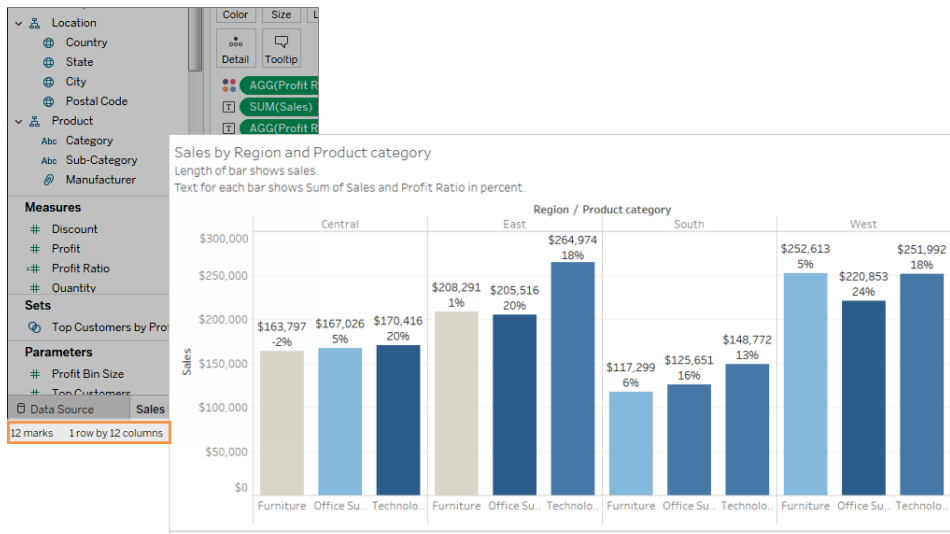 Location
Country
State
City
Postal Code
Product
Abc Category
Abc Sub-Category
Manufacturer
Measures
Discount
Profit
Profit Ratio
Quantity
Sets
Top Customers by Prof
Parameters
Profit Bin Size
Top Customers
Data Source Sales
12 marks 1 row by 12 columns
Color Size L
Detail Tooltip
AGG(Profit R
T SUM(Sales)
T AGG(Profit R
Sales by Region and Product category
Length of bar shows sales.
Text for each bar shows Sum of Sales and Profit Ratio in percent.
Region / Product category
Central East South West
Sales
$300,000
$250,000
$200,000
$150,000
$100,000
$50,000
$0
$163,797
-2%
$167,026
5%
$170,416
20%
$208,291
1%
$205,516
20%
$264,974
18%
$117,299
6%
$125,651
16%
$148,772
13%
$252,613
5%
$220,853
24%
$251,992
18%
Furniture Office Su.. Technolo.. Furniture Office Su.. Technolo.. Furniture Office Su.. Technolo.. Furniture Office Su.. Technolo..